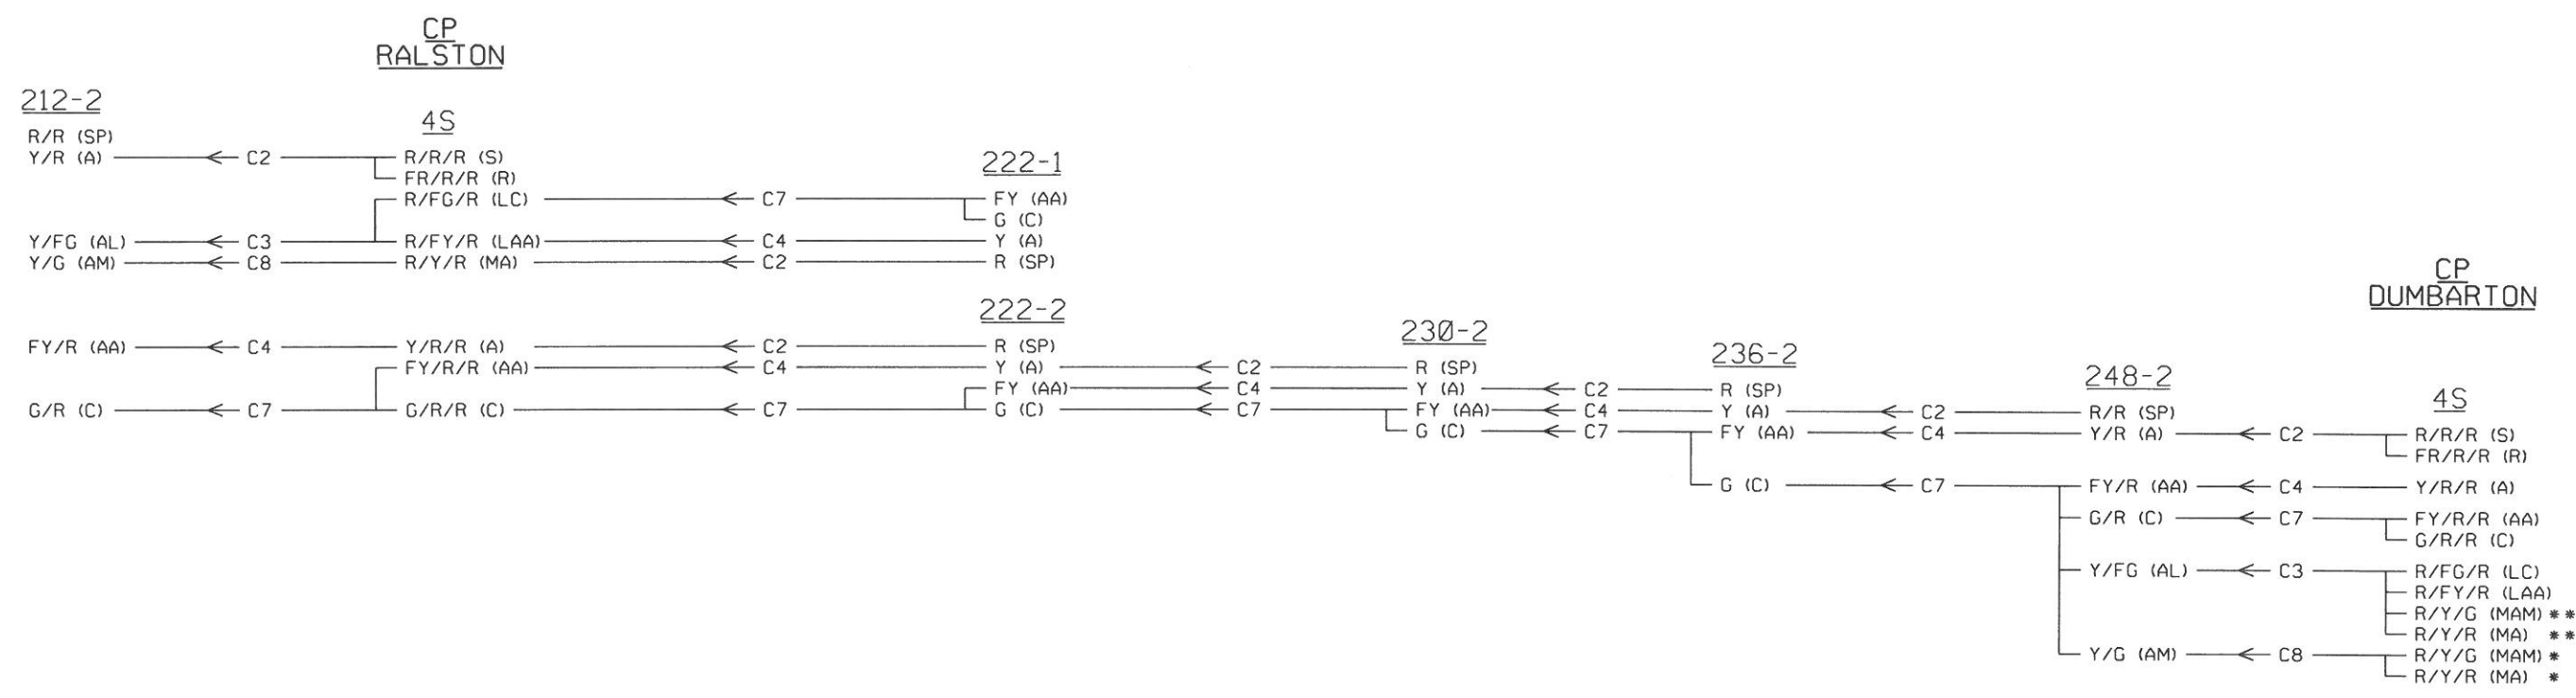 CP
RALSTON
212-2
R/R (SP)
4S
Y/R (A) C2 R/R/R (S)
222-1
FR/R/R (R)
R/FG/R (LC) C7 FY (AA)
G (C)
Y/FG (AL) C3 R/FY/R (LAA) C4 Y (A)
Y/G (AM) C8 R/Y/R (MA) C2 R (SP)
CP
DUMBARTON
222-2
230-2
FY/R (AA) C4 Y/R/R (A) C2 R (SP)
236-2
FY/R/R (AA) C4 Y (A) C2 R (SP)
248-2
FY (AA) C4 Y (A) C2 R (SP)
4S
G/R (C) C7 G/R/R (C) C7 G (C) C7 FY (AA) C4 Y (A) C2 R/R (SP)
G (C) C7 FY (AA) C4 Y/R (A) C2 R/R/R (S)
FR/R/R (R)
G (C) C7 FY/R (AA) C4 Y/R/R (A)
G/R (C) C7 FY/R/R (AA)
G/R/R (C)
Y/FG (AL) C3 R/FG/R (LC)
R/FY/R (LAA)
R/Y/G (MAM) **
R/Y/R (MA) **
Y/G (AM) C8 R/Y/G (MAM) *
R/Y/R (MA) *